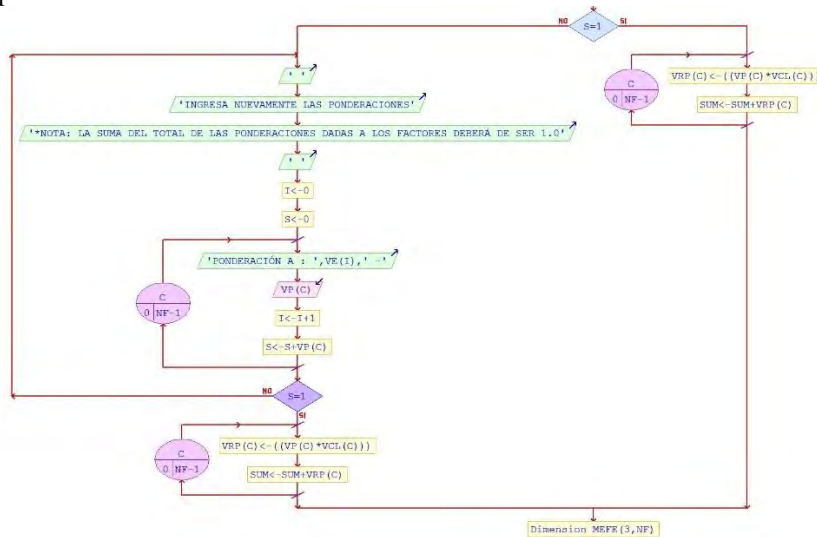 S=1
NO
SI
' '
'INGRESA NUEVAMENTE LAS PONDERACIONES'
'*NOTA: LA SUMA DEL TOTAL DE LAS PONDERACIONES DADAS A LOS FACTORES DEBERÁ DE SER 1.0'
' '
I<-0
S<-0
'PONDERACIÓN A : ',VE(I),' -'
C
0 NF-1
VP(C)
I<-I+1
S<-S+VP(C)
NO
S=1
SI
C
0 NF-1
VRP(C)<-((VP(C)*VCL(C)))
SUM<-SUM+VRP(C)
C
0 NF-1
VRP(C)<-((VP(C)*VCL(C))
SUM<-SUM+VRP(C)
Dimension MEFE(3,NF)